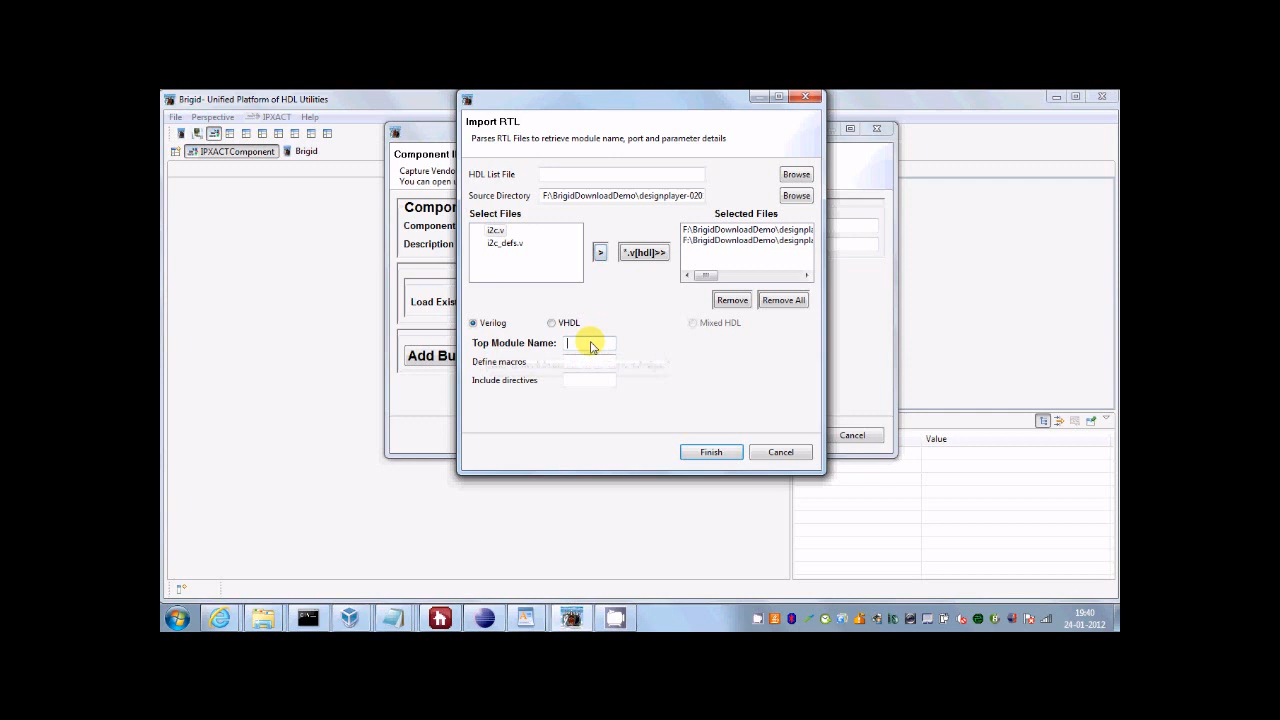 Brigid- Unified Platform of HDL Utilities
File Perspective IPXACT Help
IPXACTComponent Brigid
Component I
Capture Vendo
You can open u
Compor
Component
Description
Load Exis
Add Bu
Cancel
Value
Import RTL
Parses RTL Files to retrieve module name, port and parameter details
HDL List File Browse
Source Directory F:\BrigidDownloadDemo\designplayer-020 Browse
Select Files Selected Files
i2c.v
i2c_defs.v
> *.v[hdl]>>
F:\BrigidDownloadDemo\designpla
F:\BrigidDownloadDemo\designpla
Remove Remove All
Verilog VHDL Mixed HDL
Top Module Name:
Define macros
Include directives
Finish Cancel
19:40
24-01-2012